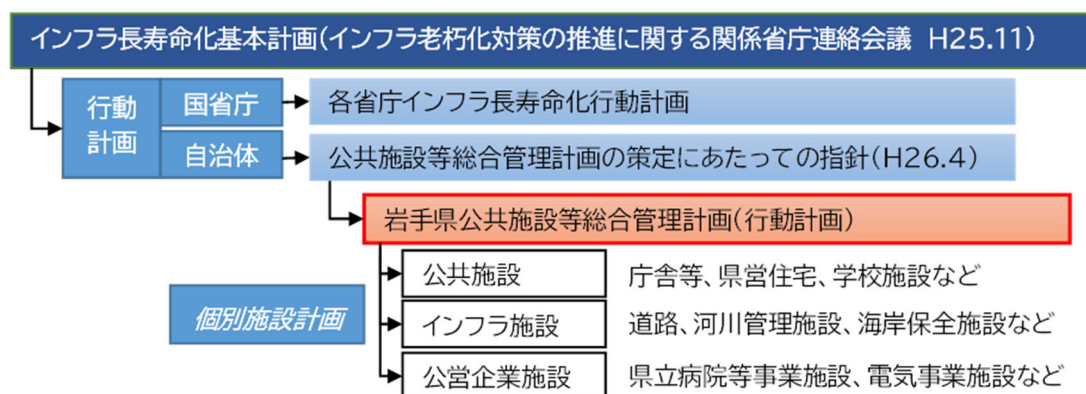 インフラ長寿命化基本計画(インフラ老朽化対策の推進に関する関係省庁連絡会議 H25.11)
行動
計画
国省庁
各省庁インフラ長寿命化行動計画
自治体
公共施設等総合管理計画の策定にあたっての指針(H26.4)
岩手県公共施設等総合管理計画(行動計画)
個別施設計画
公共施設
庁舎等、県営住宅、学校施設など
インフラ施設
道路、河川管理施設、海岸保全施設など
公営企業施設
県立病院等事業施設、電気事業施設など